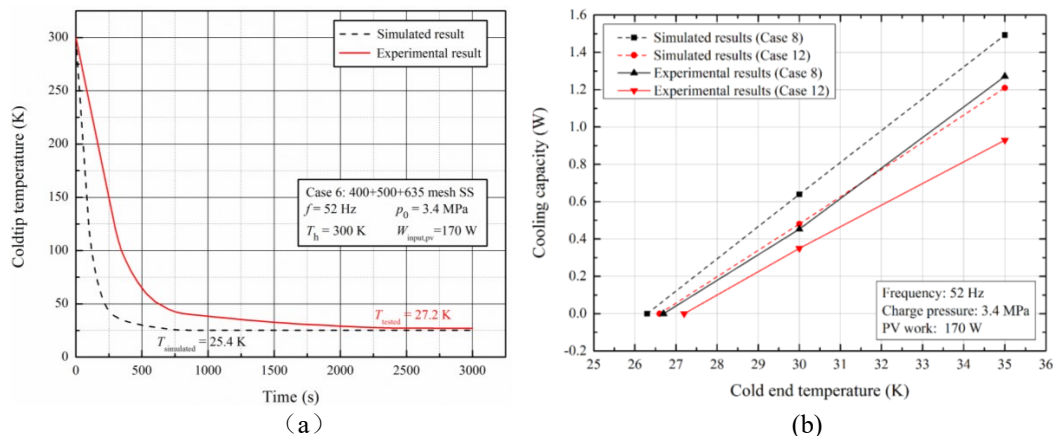 Simulated result
Experimental result
300
250
200
150
100
50
25
0
Coldtip temperature (K)
Case 6: 400+500+635 mesh SS
f = 52 Hz p0 = 3.4 MPa
Th = 300 K Winput,pv=170 W
Ttested = 27.2 K
Tsimulated = 25.4 K
0 500 1000 1500 2000 2500 3000
Time (s)
(a)
Simulated results (Case 8)
Simulated results (Case 12)
Experimental results (Case 8)
Experimental results (Case 12)
1.6
1.4
1.2
1.0
0.8
0.6
0.4
0.2
0.0
-0.2
Cooling capacity (W)
Frequency: 52 Hz
Charge pressure: 3.4 MPa
PV work: 170 W
25 26 27 28 29 30 31 32 33 34 35 36
Cold end temperature (K)
(b)